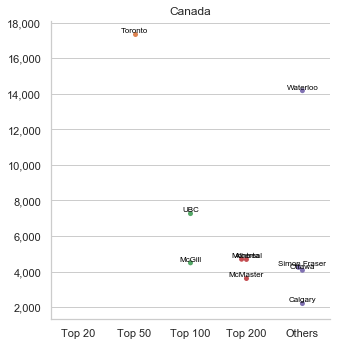 Canada
18,000
Toronto
16,000
14,000
Waterloo
12,000
10,000
8,000
UBC
6,000
McGill
Simon Fraser
4,000
McMaster
Calgary
2,000
Top 20 Top 50 Top 100 Top 200 Others